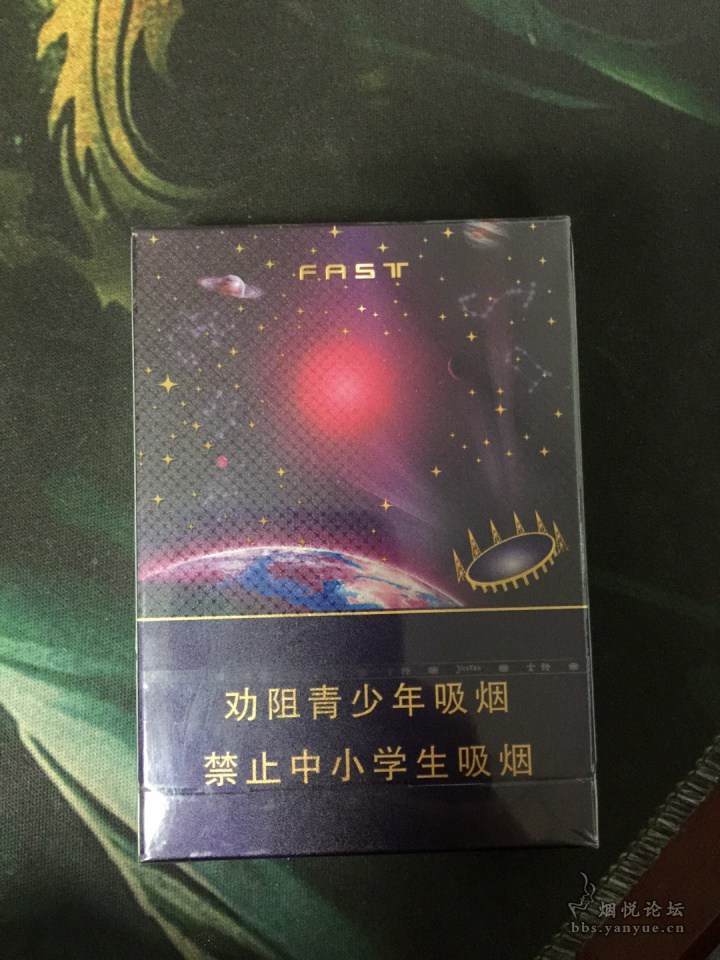 FAST
劝阻青少年吸烟
禁止中小学生吸烟
烟悦论坛
bbs.yanyue.cn